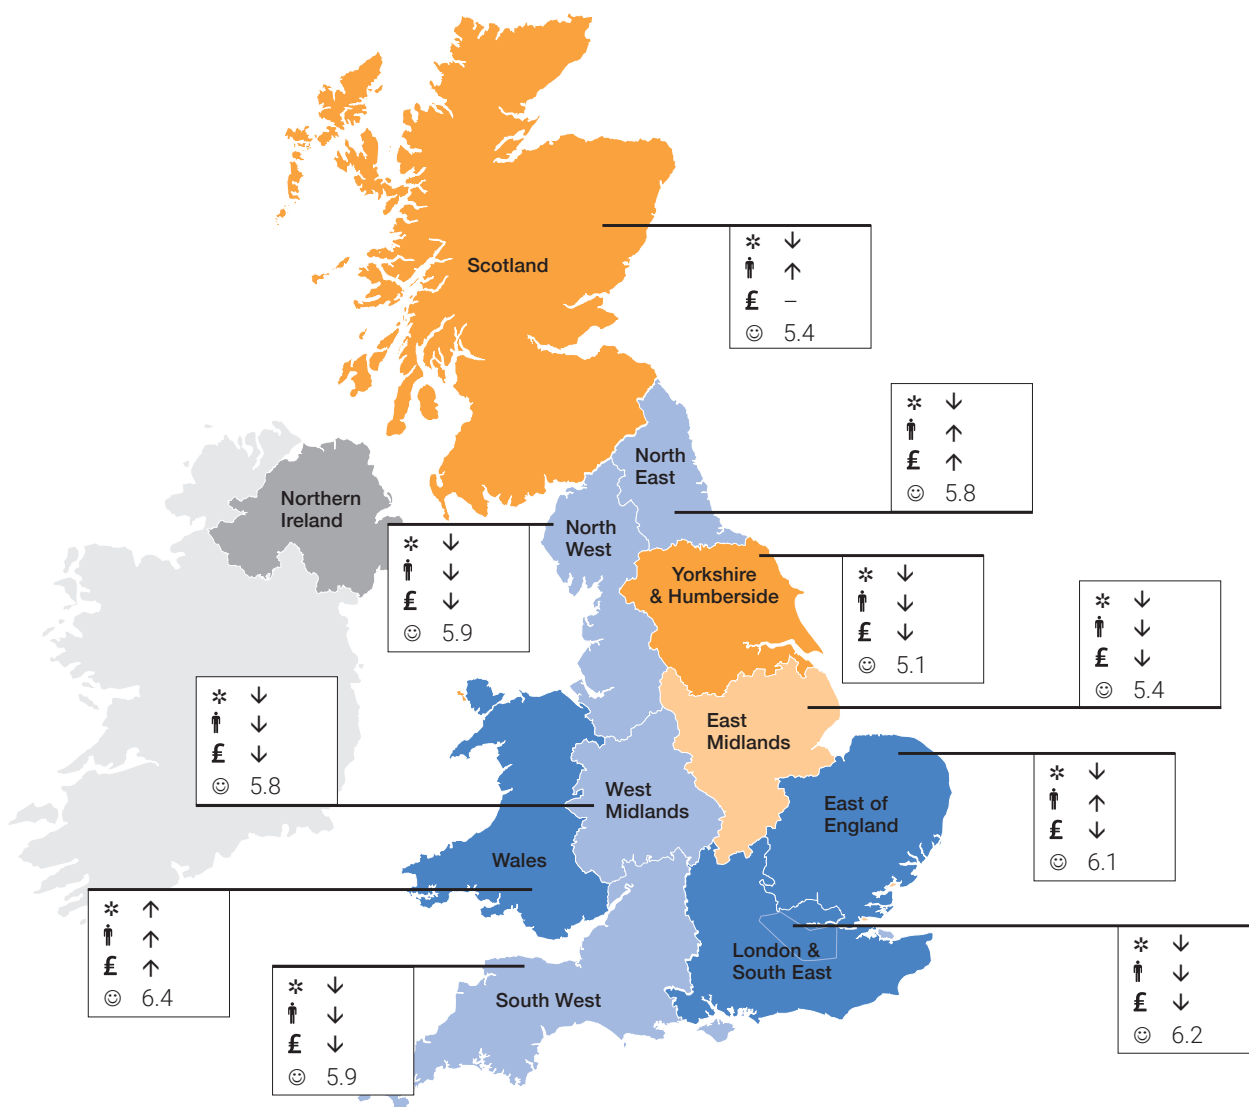 Scotland
✲ ↓
↑
£ –
☺ 5.4
North
East
✲ ↓
↑
£ ↑
☺ 5.8
Northern
Ireland
North
West
✲ ↓
↓
£ ↓
☺ 5.9
Yorkshire
& Humberside
✲ ↓
↓
£ ↓
☺ 5.1
East
Midlands
✲ ↓
↓
£ ↓
☺ 5.4
West
Midlands
✲ ↓
↓
£ ↓
☺ 5.8
East of
England
✲ ↓
↑
£ ↓
☺ 6.1
Wales
✲ ↑
↑
£ ↑
☺ 6.4
London &
South East
✲ ↓
↓
£ ↓
☺ 6.2
South West
✲ ↓
↓
£ ↓
☺ 5.9